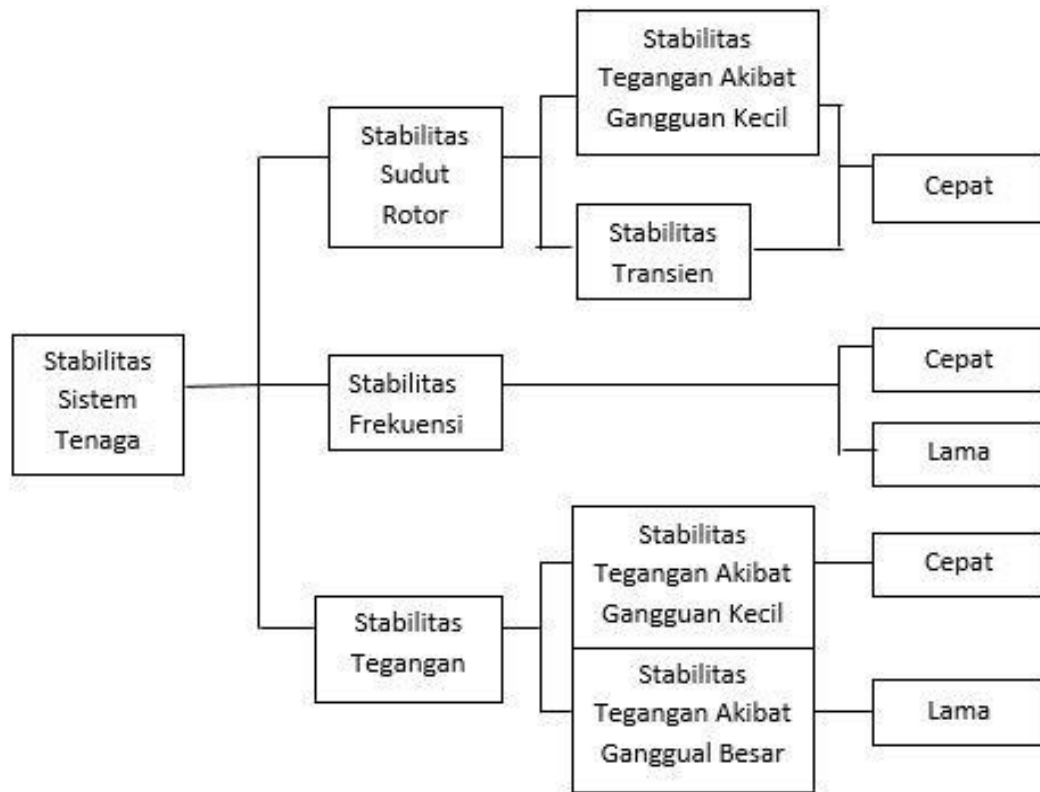 Stabilitas
Sistem
Tenaga
Stabilitas
Sudut
Rotor
Stabilitas
Tegangan Akibat
Gangguan Kecil
Stabilitas
Transien
Cepat
Stabilitas
Frekuensi
Cepat
Lama
Stabilitas
Tegangan
Stabilitas
Tegangan Akibat
Gangguan Kecil
Cepat
Stabilitas
Tegangan Akibat
Ganggual Besar
Lama